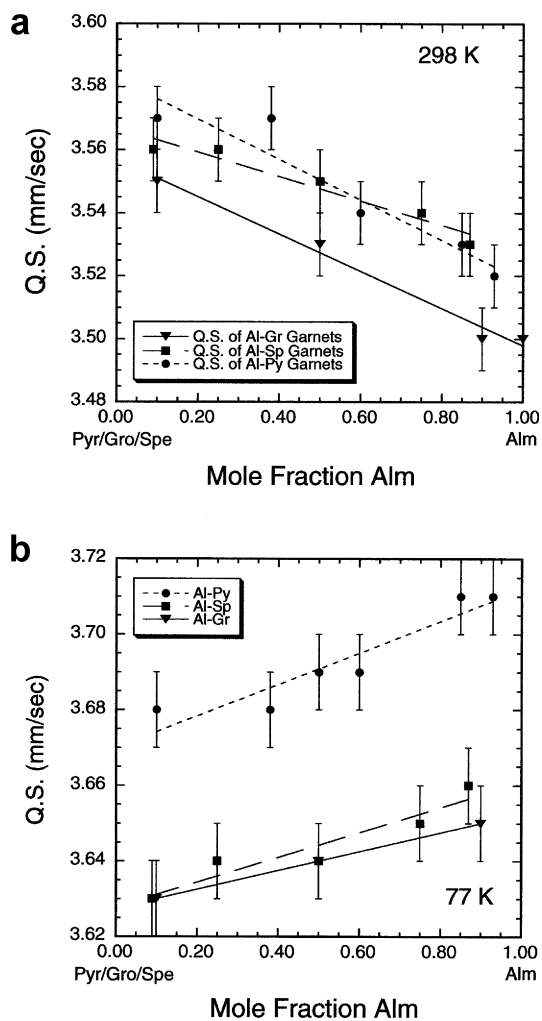 a
298 K
3.60
3.58
3.56
3.54
3.52
3.50
3.48
Q.S. (mm/sec)
Q.S. of Al-Gr Garnets
Q.S. of Al-Sp Garnets
Q.S. of Al-Py Garnets
0.00 0.20 0.40 0.60 0.80 1.00
Pyr/Gro/Spe Alm
Mole Fraction Alm
b
3.72
3.70
3.68
3.66
3.64
3.62
Q.S. (mm/sec)
Al-Py
Al-Sp
Al-Gr
77 K
0.00 0.20 0.40 0.60 0.80 1.00
Pyr/Gro/Spe Alm
Mole Fraction Alm